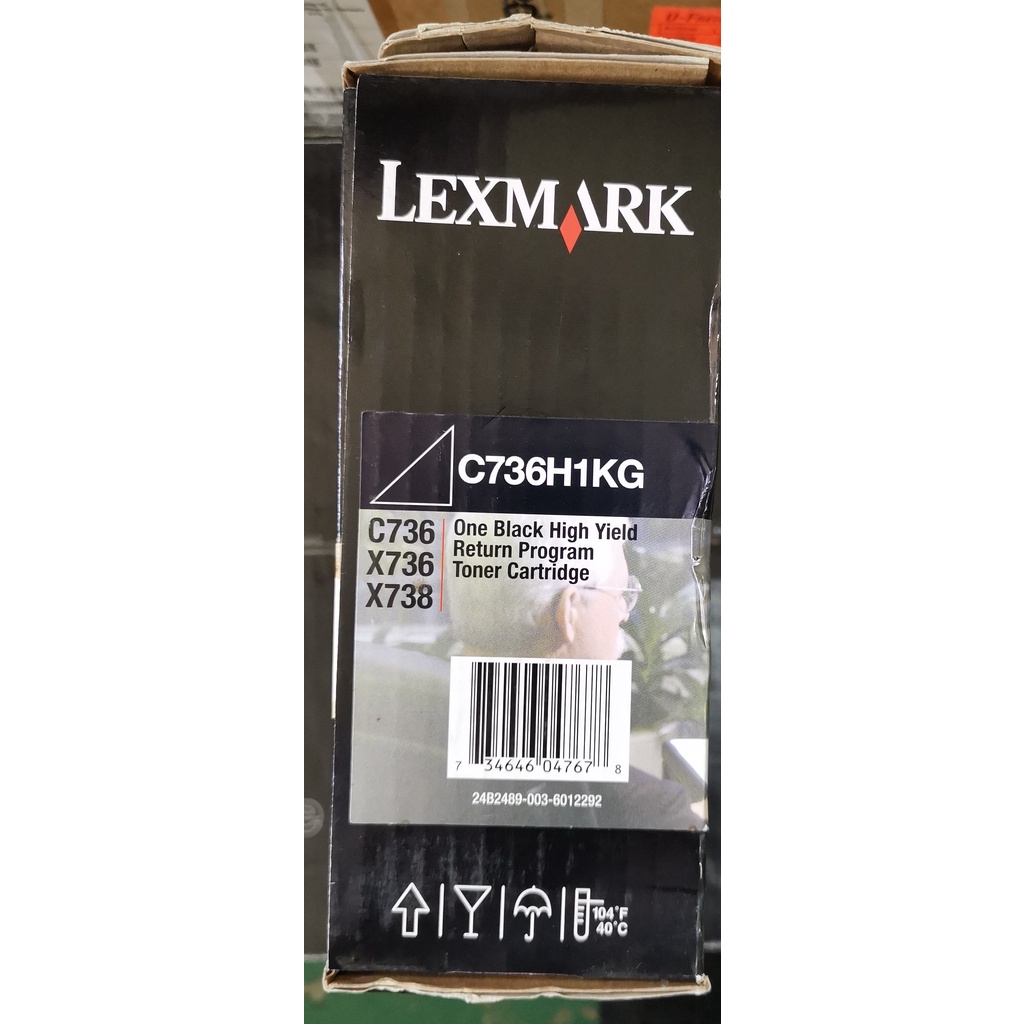 LEXMARK
C736H1KG
C736
X736
X738
One Black High Yield
Return Program
Toner Cartridge
7 34646 04767 8
24B2489-003-6012292
104°F
40°C